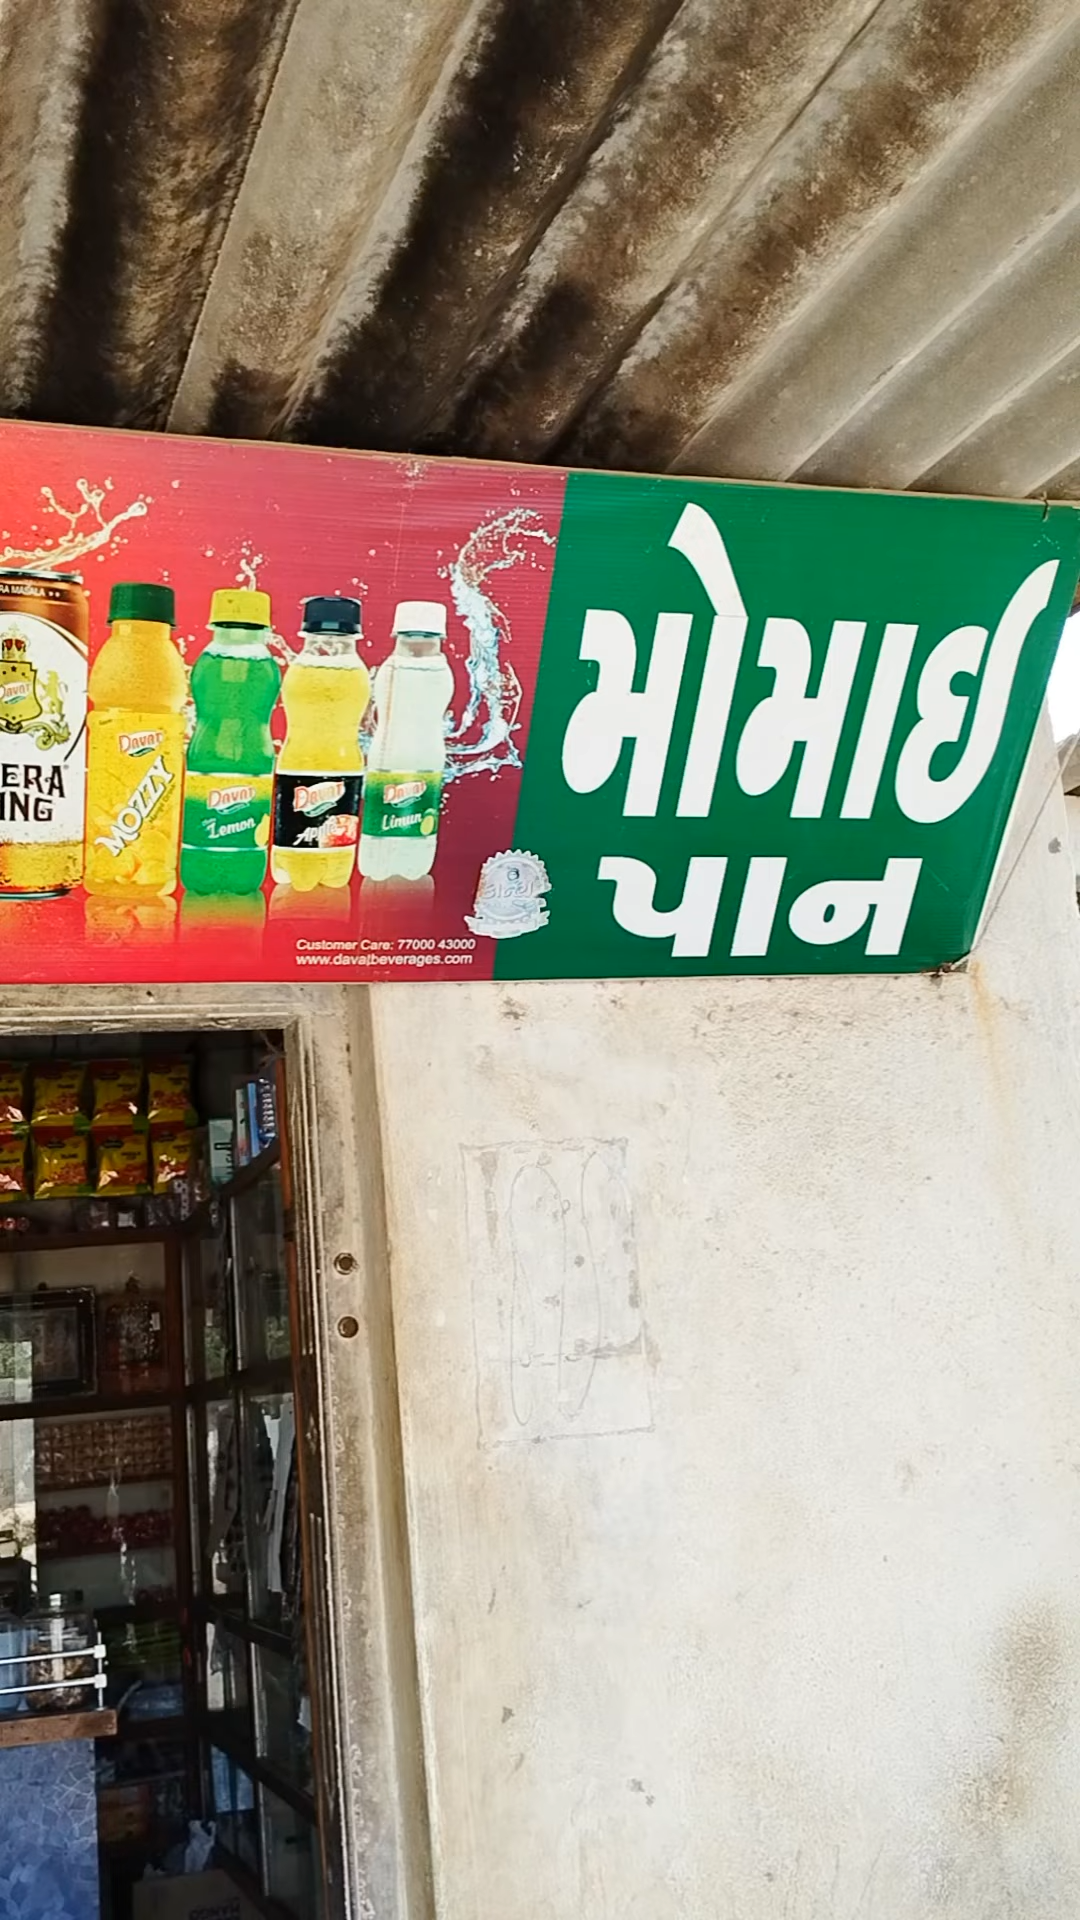 મોમાઈ
પાન
RA MASALA
DAVAT
ERA
ING
DAVAT
MOZZY
DAVAT
Lemon
DAVAT
Apple
DAVAT
Limun
Customer Care: 77000 43000
www.davatbeverages.com